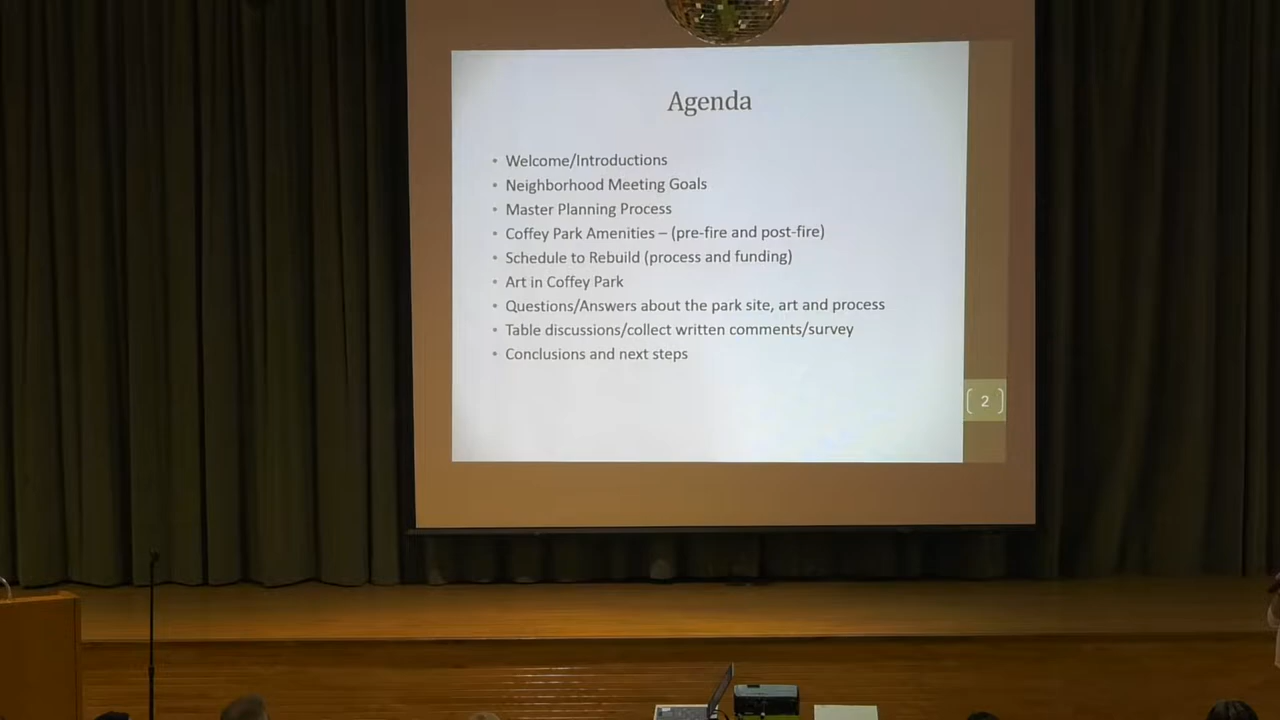 Agenda
• Welcome/Introductions
• Neighborhood Meeting Goals
• Master Planning Process
• Coffey Park Amenities – (pre-fire and post-fire)
• Schedule to Rebuild (process and funding)
• Art in Coffey Park
• Questions/Answers about the park site, art and process
• Table discussions/collect written comments/survey
• Conclusions and next steps
[ 2 ]